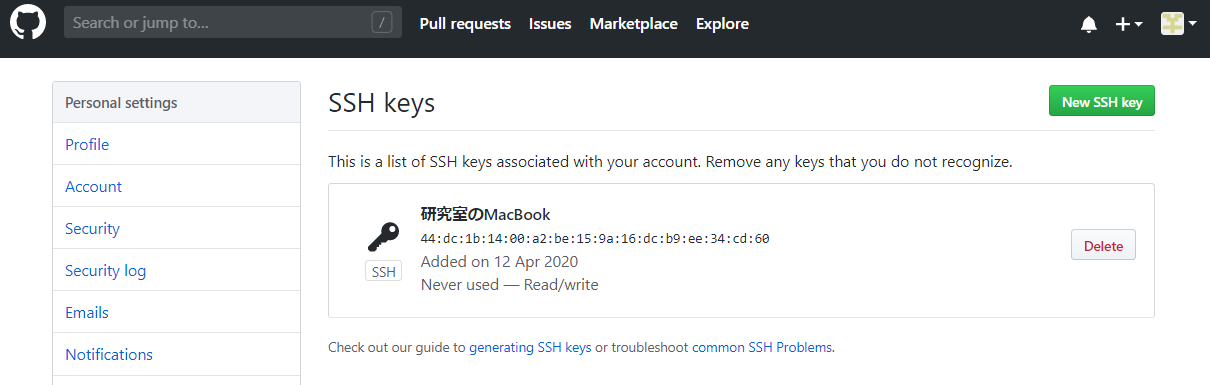 Search or jump to... /
Pull requests Issues Marketplace Explore
Personal settings
Profile
Account
Security
Security log
Emails
Notifications
SSH keys
New SSH key
This is a list of SSH keys associated with your account. Remove any keys that you do not recognize.
研究室のMacBook
44:dc:1b:14:00:a2:be:15:9a:16:dc:b9:ee:34:cd:60
Added on 12 Apr 2020
Never used — Read/write
SSH
Delete
Check out our guide to generating SSH keys or troubleshoot common SSH Problems.